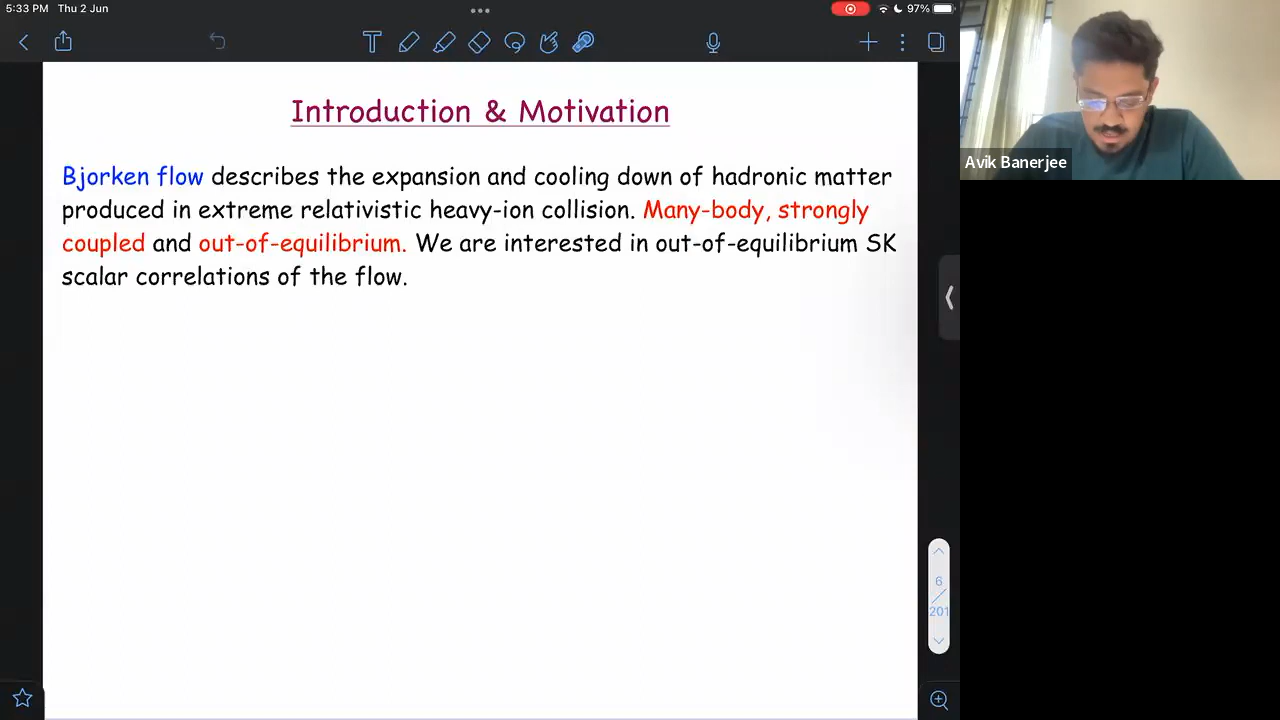 5:33 PM Thu 2 Jun
97%
Introduction & Motivation
Bjorken flow describes the expansion and cooling down of hadronic matter
produced in extreme relativistic heavy-ion collision. Many-body, strongly
coupled and out-of-equilibrium. We are interested in out-of-equilibrium SK
scalar correlations of the flow.
Avik Banerjee
6
201